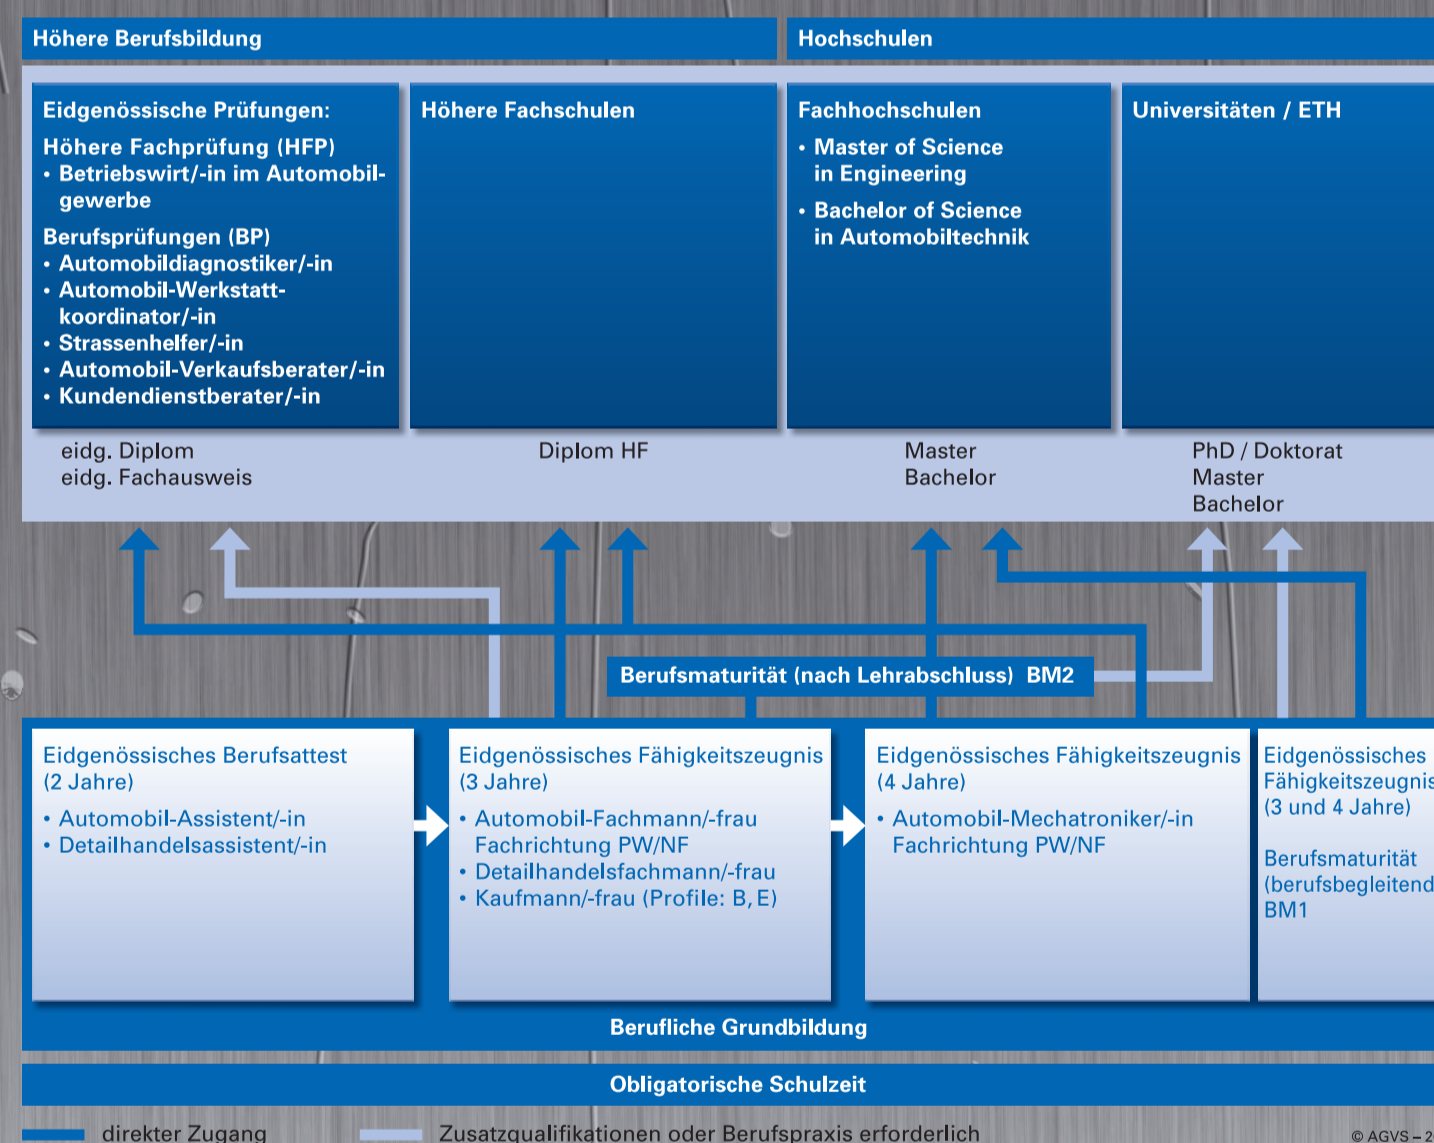 Höhere Berufsbildung
Hochschulen
Eidgenössische Prüfungen:
Höhere Fachprüfung (HFP)
• Betriebswirt/-in im Automobil-
gewerbe
Berufsprüfungen (BP)
• Automobildiagnostiker/-in
• Automobil-Werkstatt-
koordinator/-in
• Strassenhelfer/-in
• Automobil-Verkaufsberater/-in
• Kundendienstberater/-in
Höhere Fachschulen
Fachhochschulen
• Master of Science
in Engineering
• Bachelor of Science
in Automobiltechnik
Universitäten / ETH
eidg. Diplom
eidg. Fachausweis
Diplom HF
Master
Bachelor
PhD / Doktorat
Master
Bachelor
Berufsmaturität (nach Lehrabschluss) BM2
Eidgenössisches Berufsattest
(2 Jahre)
• Automobil-Assistent/-in
• Detailhandelsassistent/-in
Eidgenössisches Fähigkeitszeugnis
(3 Jahre)
• Automobil-Fachmann/-frau
Fachrichtung PW/NF
• Detailhandelsfachmann/-frau
• Kaufmann/-frau (Profile: B, E)
Eidgenössisches Fähigkeitszeugnis
(4 Jahre)
• Automobil-Mechatroniker/-in
Fachrichtung PW/NF
Eidgenössisches
Fähigkeitszeugnis
(3 und 4 Jahre)
Berufsmaturität
(berufsbegleitend
BM1
Berufliche Grundbildung
Obligatorische Schulzeit
direkter Zugang
Zusatzqualifikationen oder Berufspraxis erforderlich
© AGVS – 2